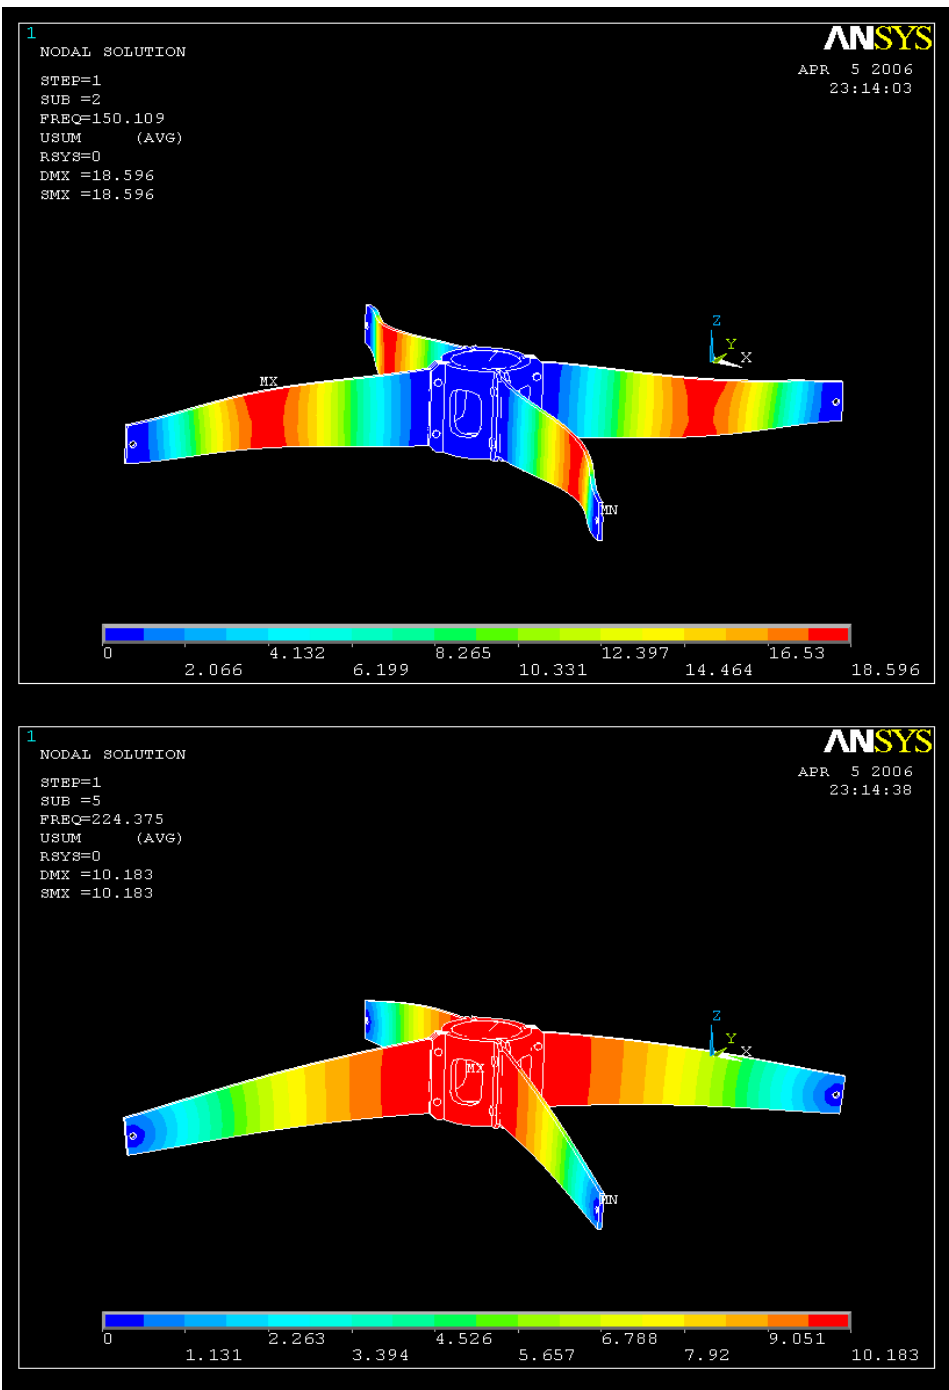 1
NODAL SOLUTION
STEP=1
SUB =2
FREQ=150.109
USUM (AVG)
RSYS=0
DMX =18.596
SMX =18.596
ANSYS
APR 5 2006
23:14:03
MX
Z
Y
X
MN
0 4.132 8.265 12.397 16.53
2.066 6.199 10.331 14.464 18.596
1
NODAL SOLUTION
STEP=1
SUB =5
FREQ=224.375
USUM (AVG)
RSYS=0
DMX =10.183
SMX =10.183
ANSYS
APR 5 2006
23:14:38
Z
Y
X
MX
MN
0 2.263 4.526 6.788 9.051
1.131 3.394 5.657 7.92 10.183